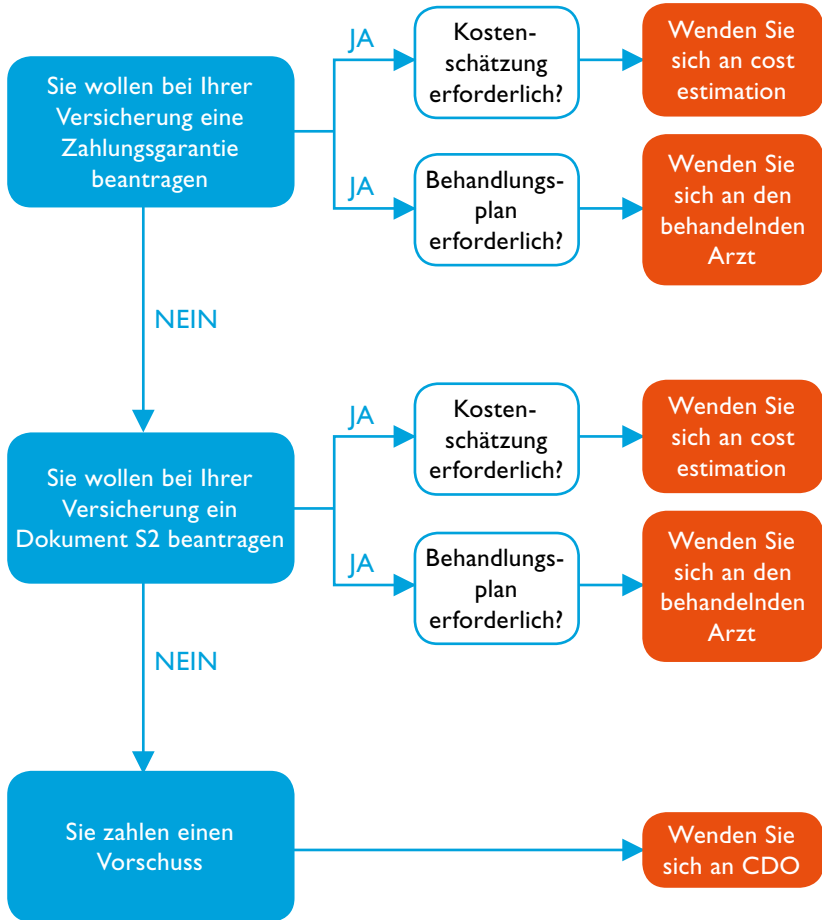 Sie wollen bei Ihrer
Versicherung eine
Zahlungsgarantie
beantragen
JA
Kosten-
schätzung
erforderlich?
Wenden Sie
sich an cost
estimation
JA
Behandlungs-
plan
erforderlich?
Wenden Sie
sich an den
behandelnden
Arzt
NEIN
Sie wollen bei Ihrer
Versicherung ein
Dokument S2 beantragen
JA
Kosten-
schätzung
erforderlich?
Wenden Sie
sich an cost
estimation
JA
Behandlungs-
plan
erforderlich?
Wenden Sie
sich an den
behandelnden
Arzt
NEIN
Sie zahlen einen
Vorschuss
Wenden Sie
sich an CDO